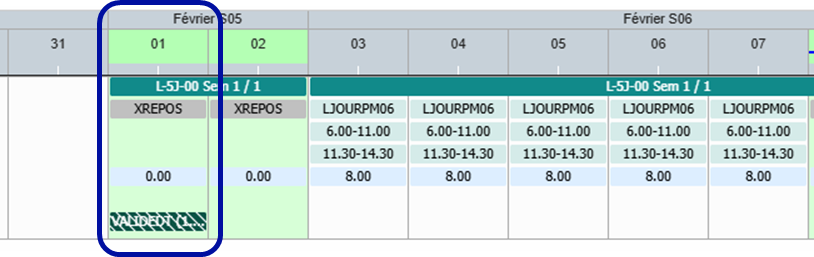 Février S05 Février S06
31 01 02 03 04 05 06 07
L-5J-00 Sem 1 / 1 L-5J-00 Sem 1 / 1
XREPOS XREPOS LJOURPM06 LJOURPM06 LJOURPM06 LJOURPM06 LJOURPM06
6.00-11.00 6.00-11.00 6.00-11.00 6.00-11.00 6.00-11.00
11.30-14.30 11.30-14.30 11.30-14.30 11.30-14.30 11.30-14.30
0.00 0.00 8.00 8.00 8.00 8.00 8.00
VALIDEDT (1...